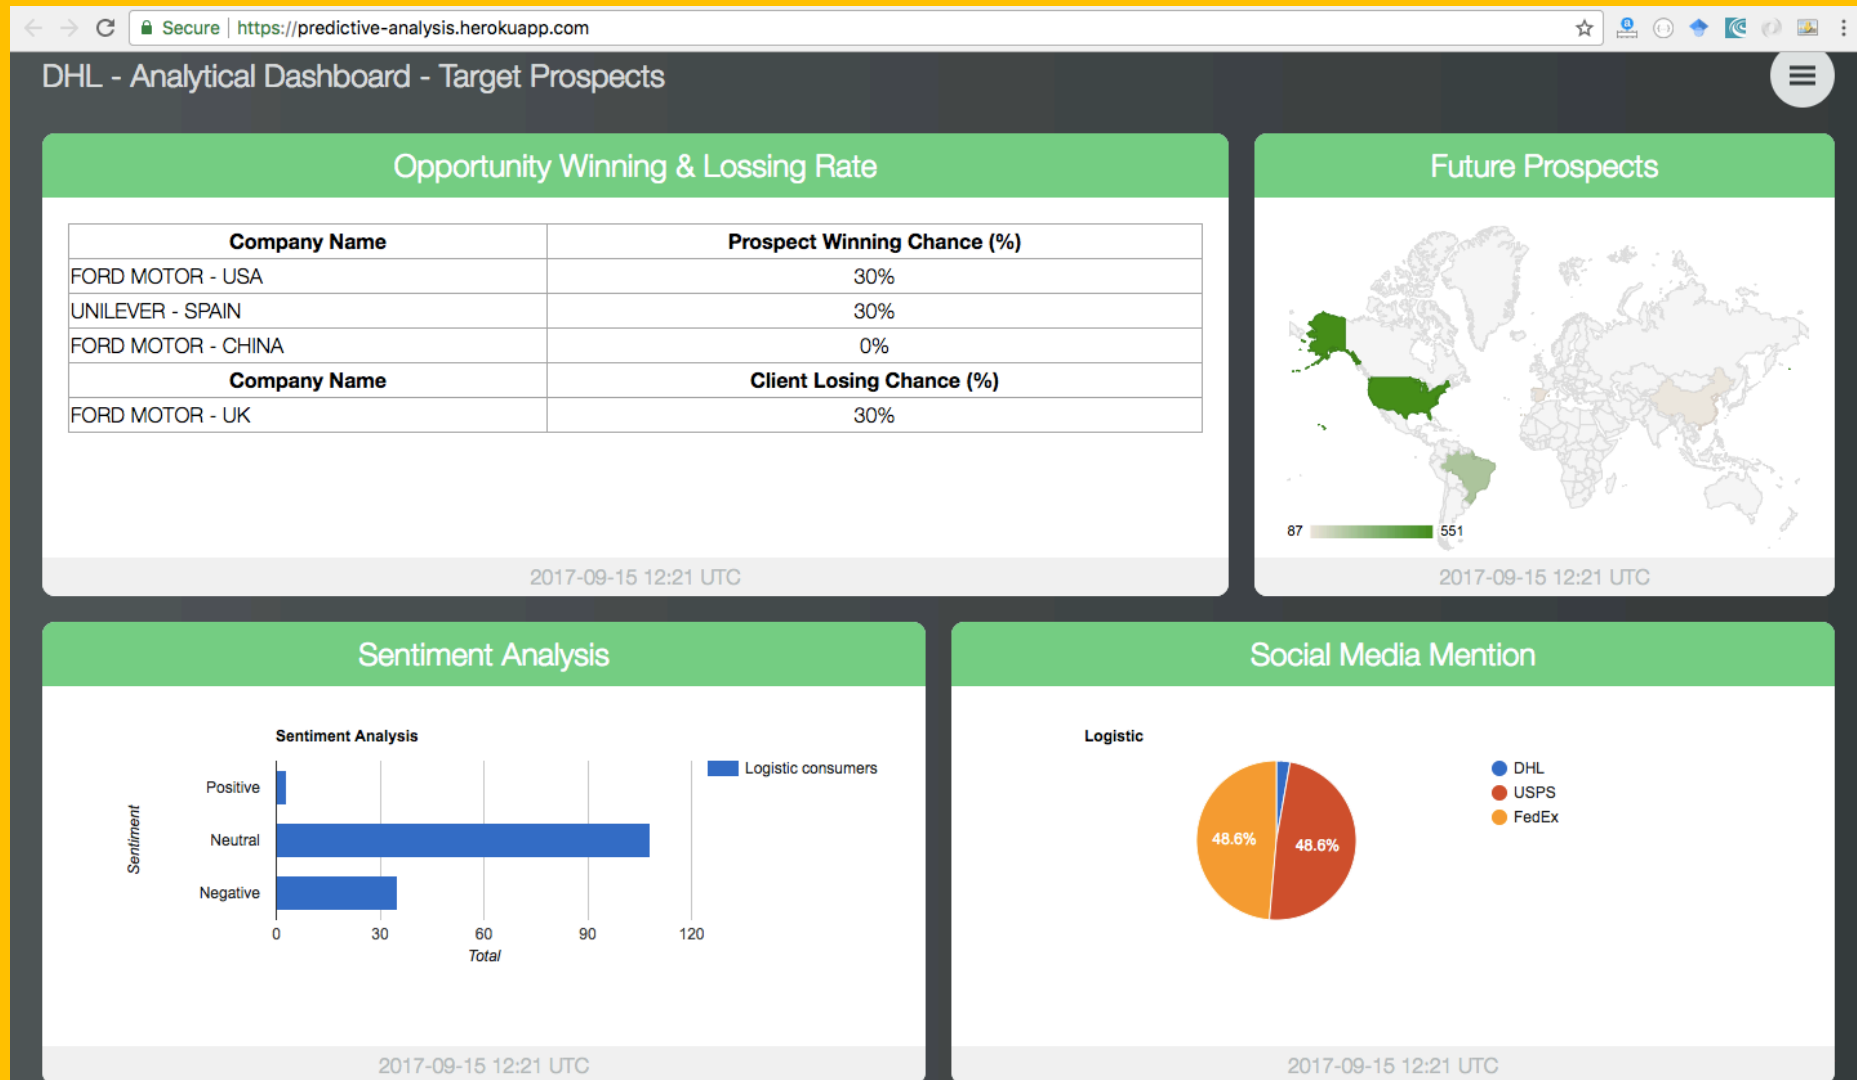 Secure | https://predictive-analysis.herokuapp.com
DHL - Analytical Dashboard - Target Prospects
Opportunity Winning & Lossing Rate
Company Name Prospect Winning Chance (%)
FORD MOTOR - USA 30%
UNILEVER - SPAIN 30%
FORD MOTOR - CHINA 0%
Company Name Client Losing Chance (%)
FORD MOTOR - UK 30%
2017-09-15 12:21 UTC
Future Prospects
87 551
2017-09-15 12:21 UTC
Sentiment Analysis
Sentiment Analysis
Logistic consumers
Sentiment
Positive
Neutral
Negative
0 30 60 90 120
Total
2017-09-15 12:21 UTC
Social Media Mention
Logistic
48.6% 48.6%
DHL
USPS
FedEx
2017-09-15 12:21 UTC